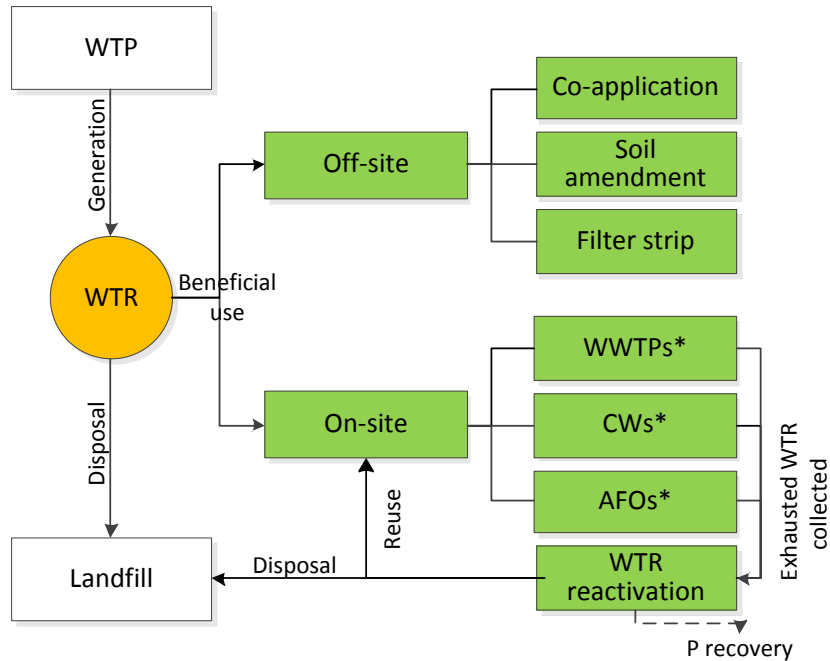 WTP
Generation
WTR
Beneficial
use
Disposal
Landfill
Off-site
Co-application
Soil
amendment
Filter strip
On-site
WWTPs*
CWs*
AFOs*
Exhausted WTR
collected
WTR
reactivation
Reuse
Disposal
P recovery